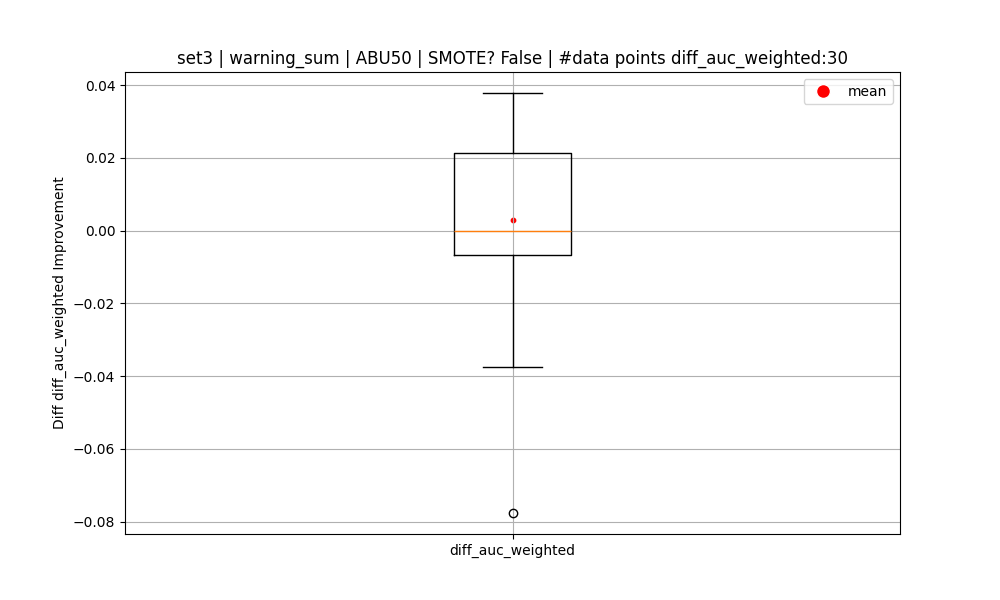 set3 | warning_sum | ABU50 | SMOTE? False | #data points diff_auc_weighted:30
mean
Diff diff_auc_weighted Improvement
0.04
0.02
0.00
−0.02
−0.04
−0.06
−0.08
diff_auc_weighted